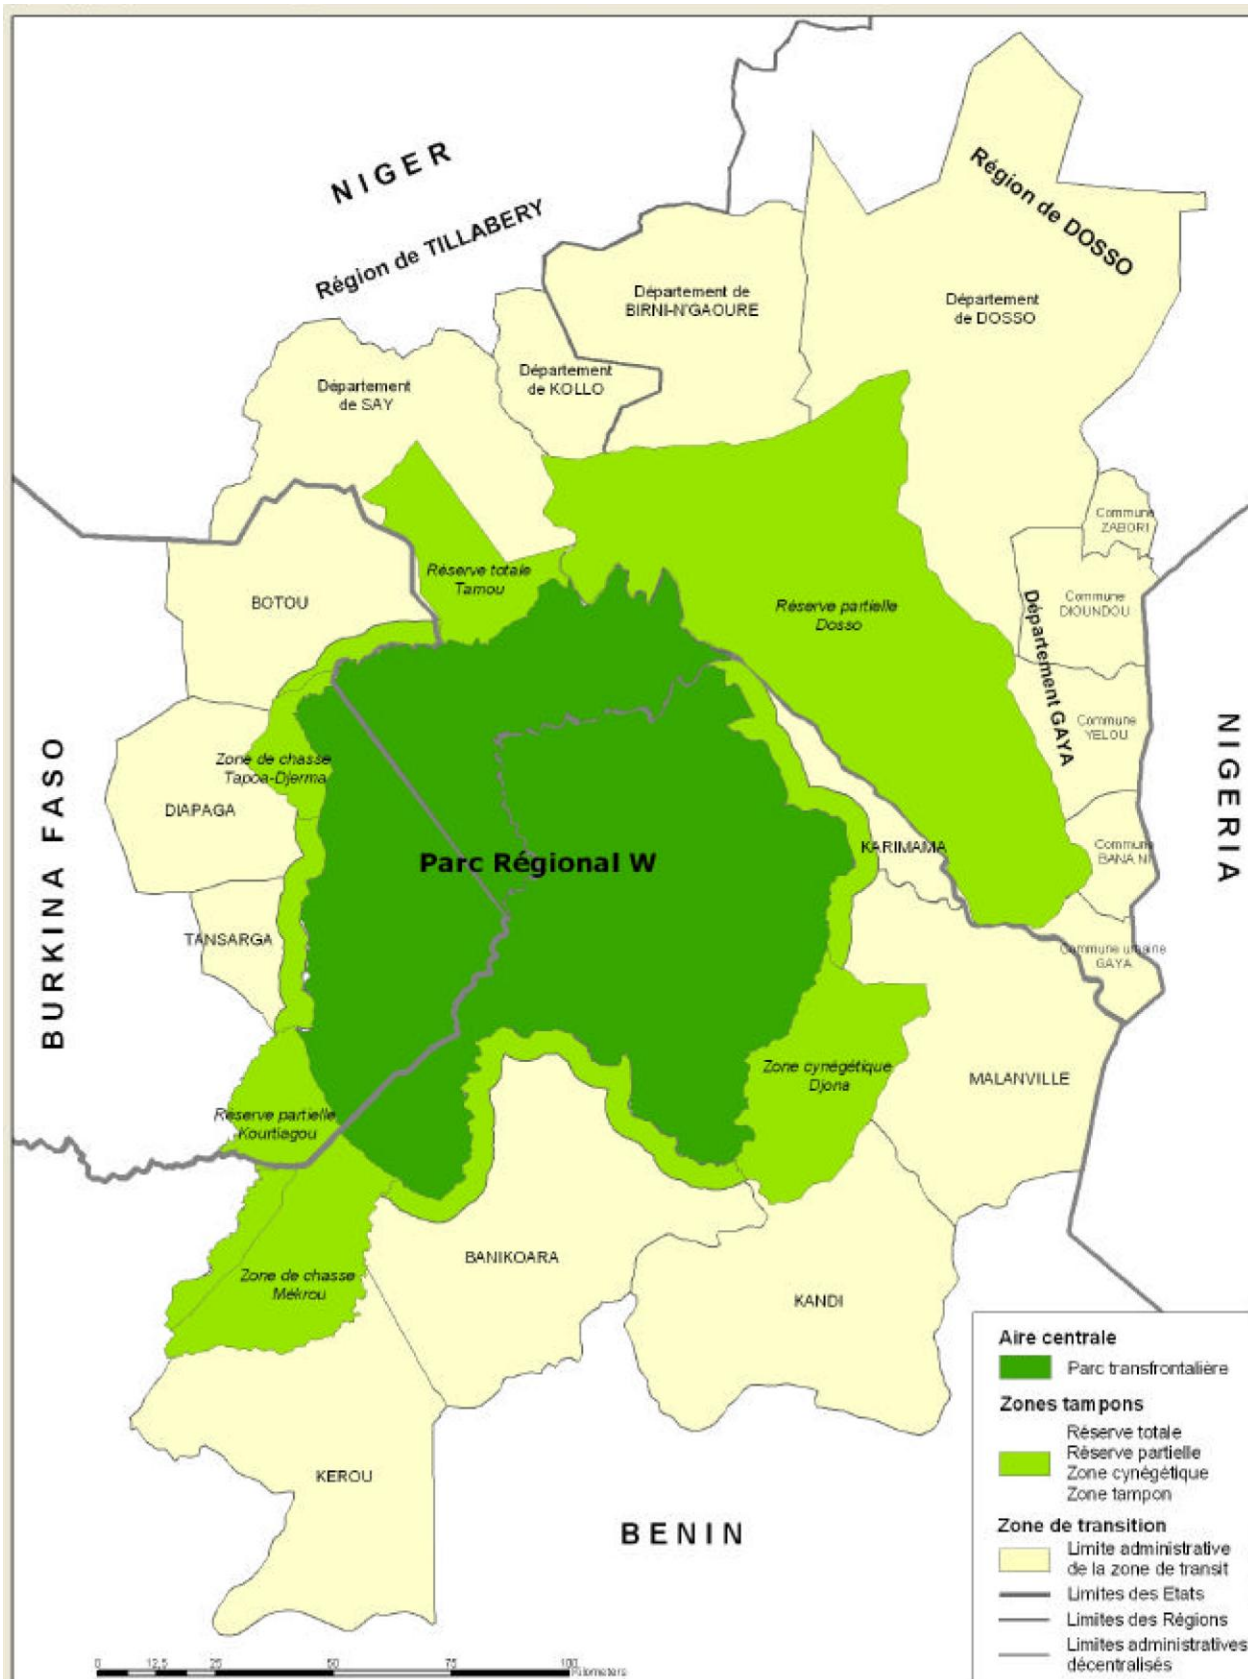 NIGER
Région de TILLABERY
Région de DOSSO
Département de
BIRNI-N'GAOURE
Département
de DOSSO
Département
de KOLLO
Département
de SAY
Commune
ZABORI
BOTOU
Réserve totale
Tamou
Réserve partielle
Dosso
Commune
DIOUNDOU
Département GAYA
Commune
YELOU
NIGERIA
BURKINA FASO
Zone de chasse
Tapoa-Djerma
DIAPAGA
Parc Régional W
KARIMAMA
Commune
BANA NI
TANSARGA
Commune urbaine
GAYA
Zone cynégétique
Djona
MALANVILLE
Réserve partielle
Kourtiagou
BANIKOARA
Zone de chasse
Mékrou
KANDI
KEROU
BENIN
Aire centrale
Parc transfrontalière
Zones tampons
Réserve totale
Réserve partielle
Zone cynégétique
Zone tampon
Zone de transition
Limite administrative
de la zone de transit
Limites des Etats
Limites des Régions
Limites administratives
décentralisés
0 12,5 25 50 75 100
Kilometers